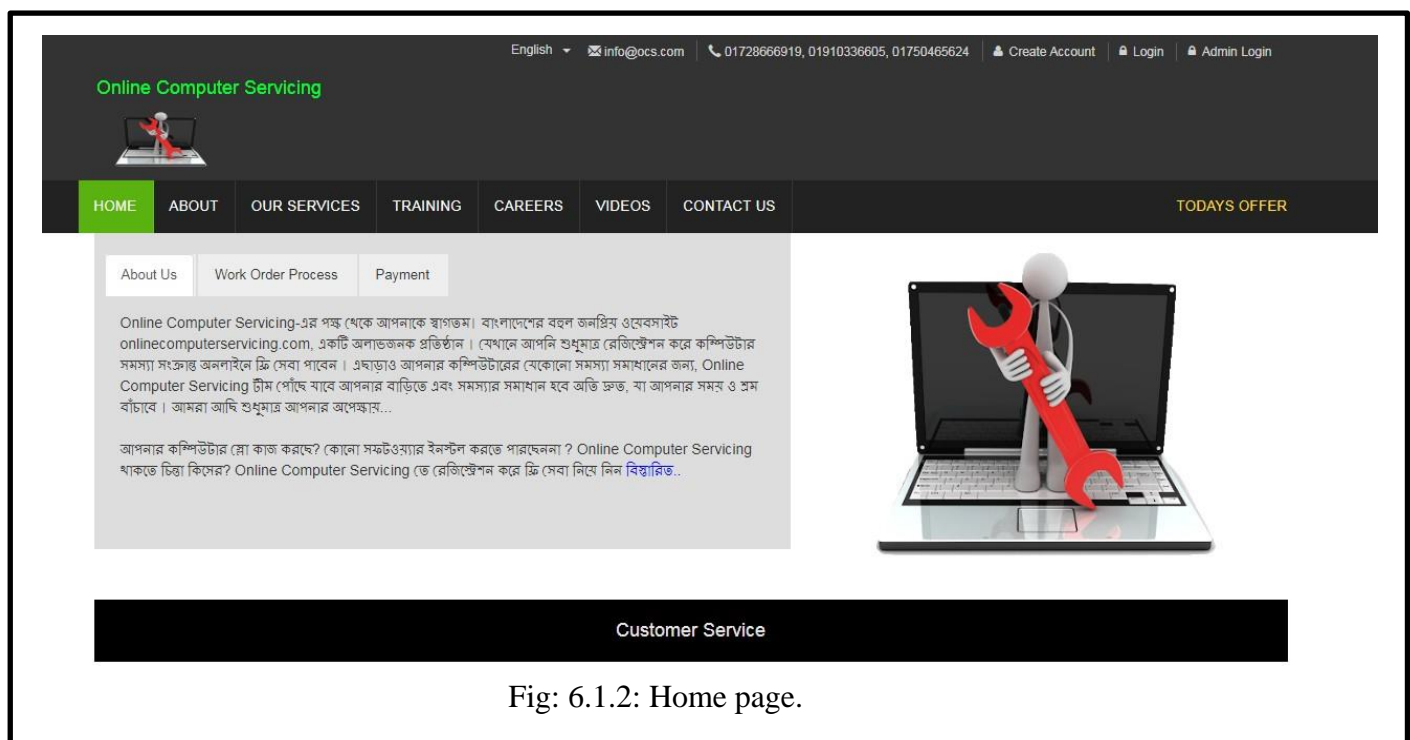 English info@ocs.com 01728666919, 01910336605, 01750465624 Create Account Login Admin Login
Online Computer Servicing
HOME ABOUT OUR SERVICES TRAINING CAREERS VIDEOS CONTACT US TODAYS OFFER
About Us Work Order Process Payment
Online Computer Servicing-এর পক্ষ থেকে আপনাকে স্বাগতম। বাংলাদেশের বহুল জনপ্রিয় ওয়েবসাইট
onlinecomputerservicing.com, একটি অলাভজনক প্রতিষ্ঠান । যেখানে আপনি শুধুমাত্র রেজিস্ট্রেশন করে কম্পিউটার
সমস্যা সংক্রান্ত অনলাইনে ফ্রি সেবা পাবেন । এছাড়াও আপনার কম্পিউটারের যেকোনো সমস্যা সমাধানের জন্য, Online
Computer Servicing টীম পৌঁছে যাবে আপনার বাড়িতে এবং সমস্যার সমাধান হবে অতি দ্রুত, যা আপনার সময় ও শ্রম
বাঁচাবে । আমরা আছি শুধুমাত্র আপনার অপেক্ষায়...
আপনার কম্পিউটার স্লো কাজ করছে? কোনো সফটওয়্যার ইনস্টল করতে পারছেননা ? Online Computer Servicing
থাকতে চিন্তা কিসের? Online Computer Servicing তে রেজিস্ট্রেশন করে ফ্রি সেবা নিয়ে নিন বিস্তারিত..
Customer Service
Fig: 6.1.2: Home page.